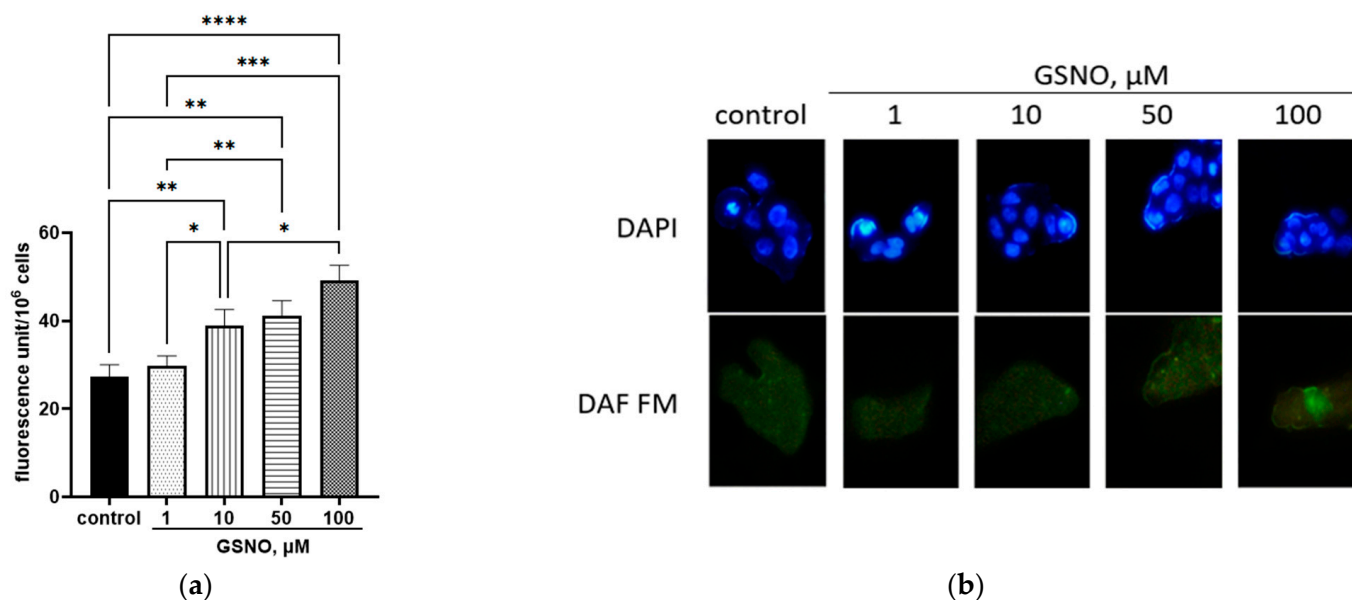 ****
***
**
**
**
*
*
60
40
20
0
fluorescence unit/10⁶ cells
control 1 10 50 100
GSNO, µM
(a)
GSNO, µM
control 1 10 50 100
DAPI
DAF FM
(b)